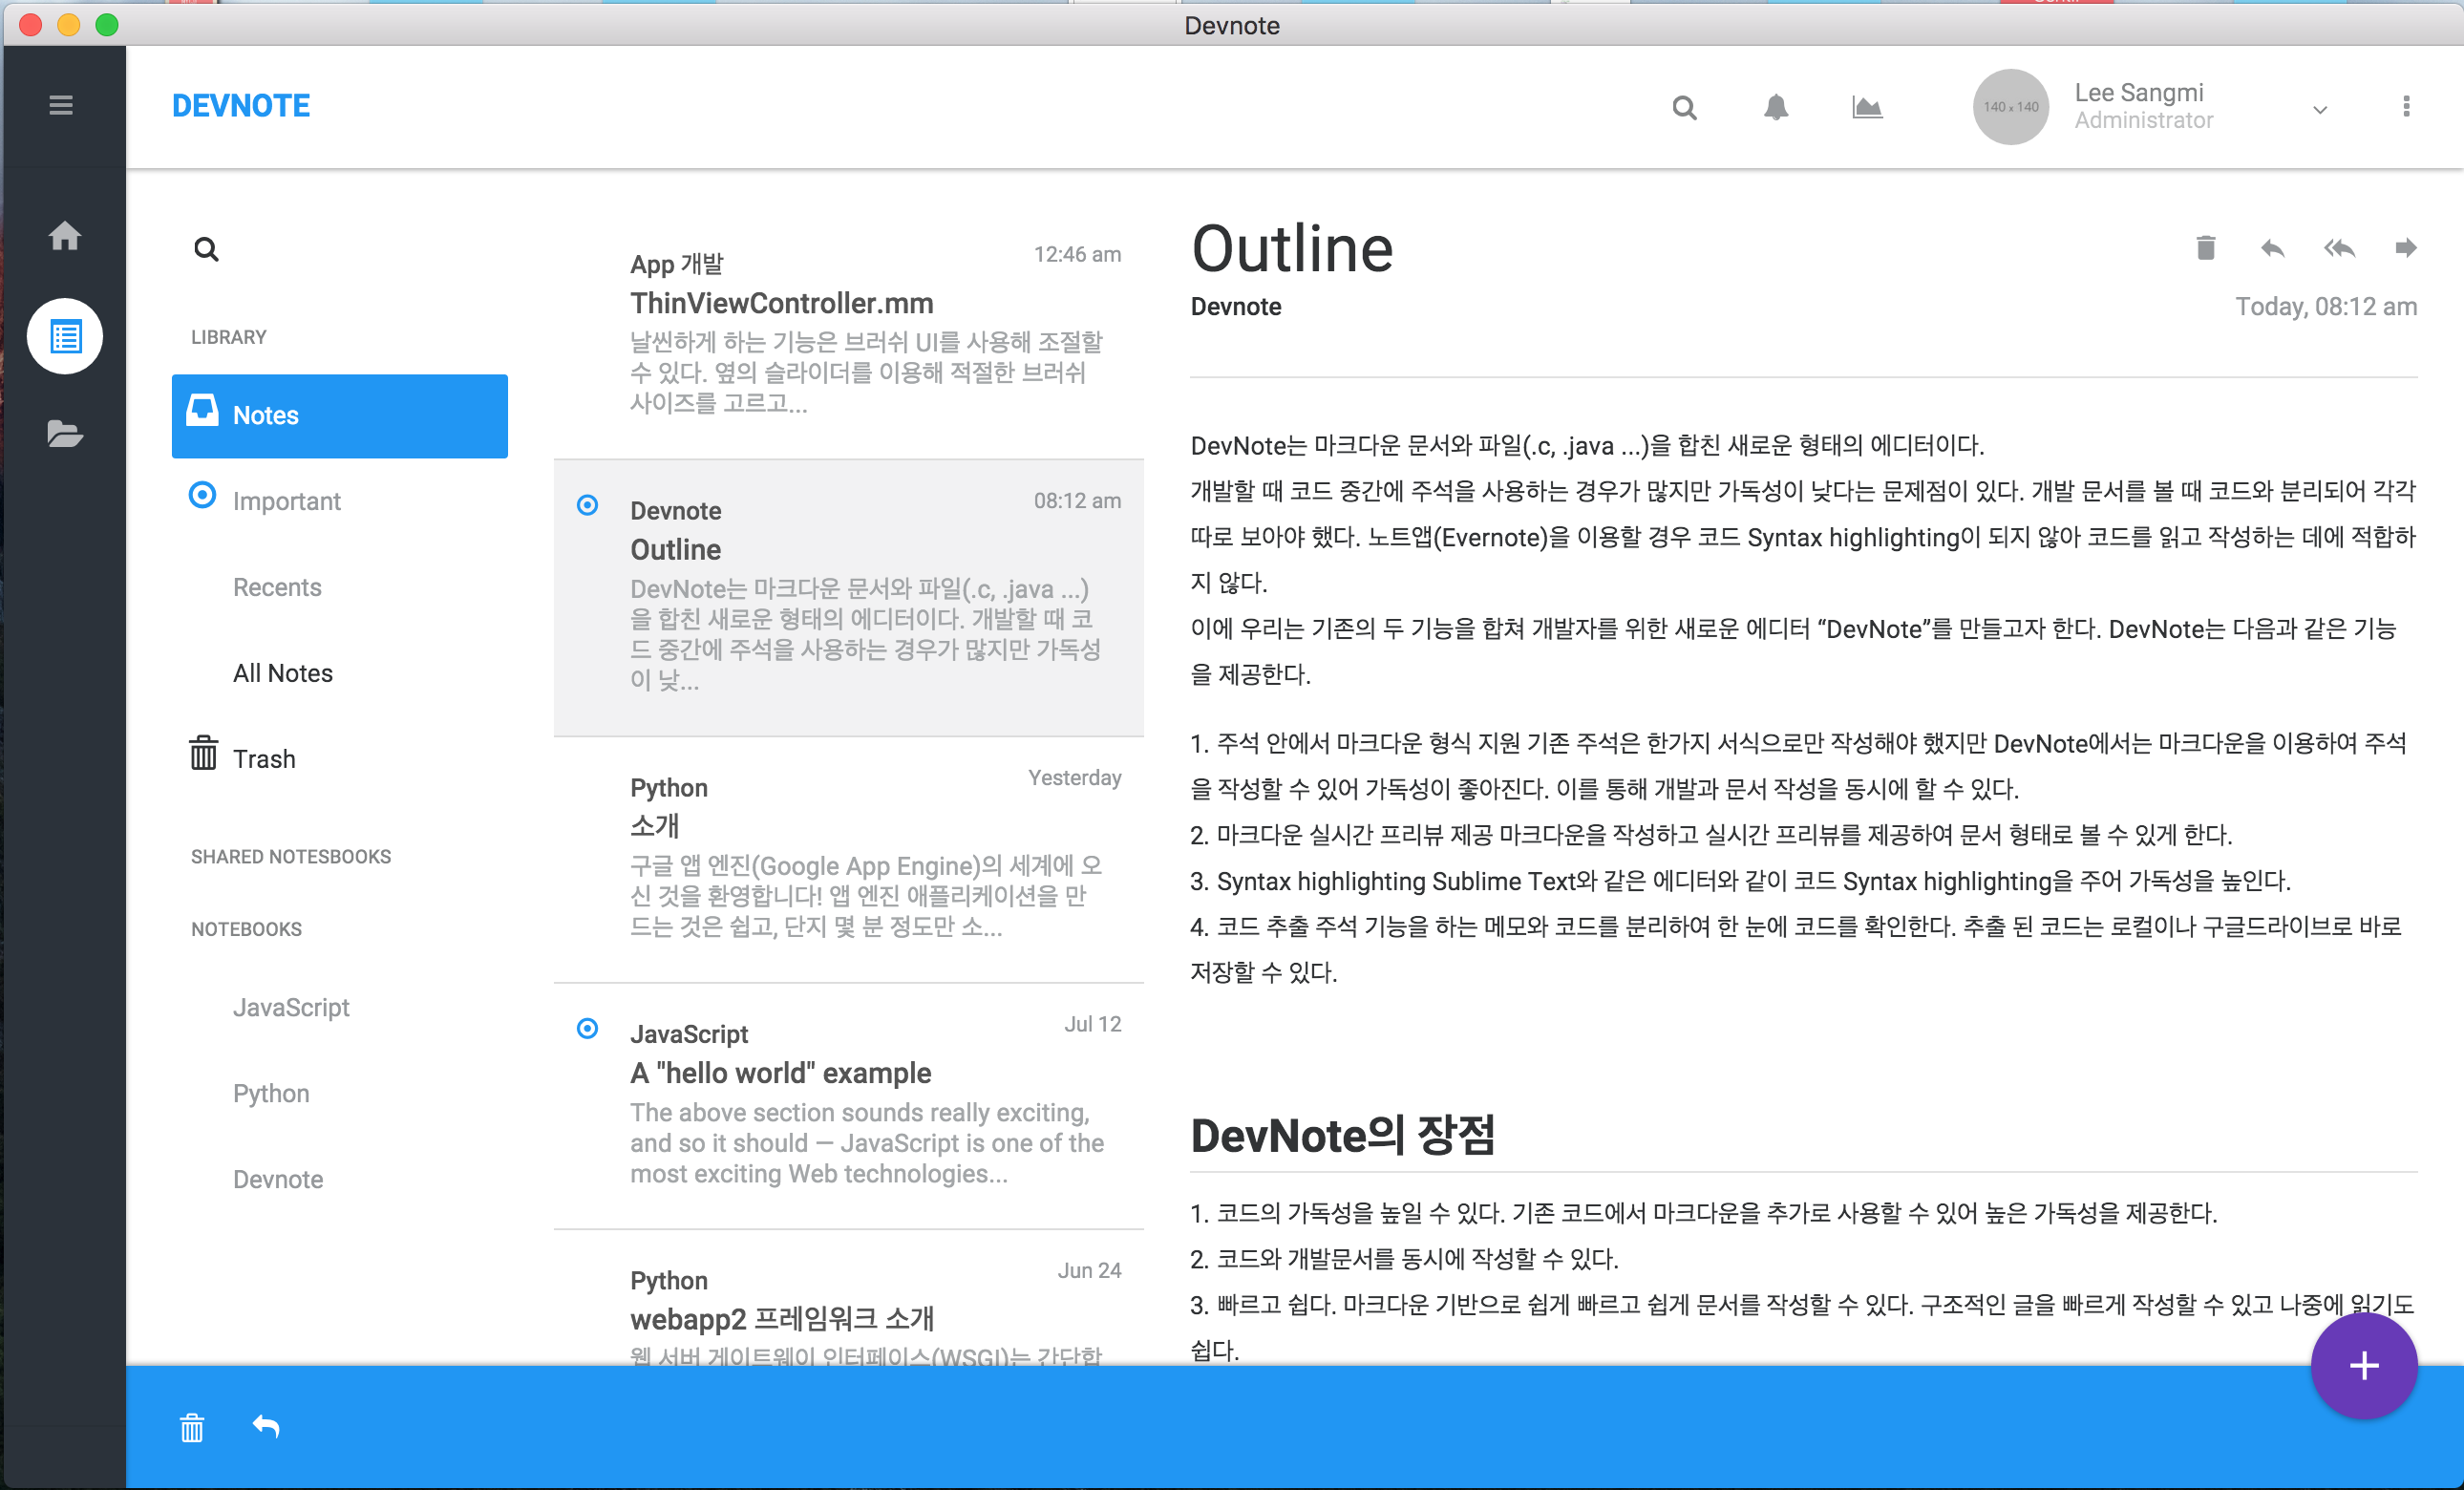 Devnote
DEVNOTE
140 x 140
Lee Sangmi
Administrator
LIBRARY
Notes
Important
Recents
All Notes
Trash
SHARED NOTESBOOKS
NOTEBOOKS
JavaScript
Python
Devnote
App 개발
12:46 am
ThinViewController.mm
날씬하게 하는 기능은 브러쉬 UI를 사용해 조절할
수 있다. 옆의 슬라이더를 이용해 적절한 브러쉬
사이즈를 고르고...
Devnote
08:12 am
Outline
DevNote는 마크다운 문서와 파일(.c, .java ...)
을 합친 새로운 형태의 에디터이다. 개발할 때 코
드 중간에 주석을 사용하는 경우가 많지만 가독성
이 낮...
Python
Yesterday
소개
구글 앱 엔진(Google App Engine)의 세계에 오
신 것을 환영합니다! 앱 엔진 애플리케이션을 만
드는 것은 쉽고, 단지 몇 분 정도만 소...
JavaScript
Jul 12
A "hello world" example
The above section sounds really exciting,
and so it should — JavaScript is one of the
most exciting Web technologies...
Python
Jun 24
webapp2 프레임워크 소개
웹 서버 게이트웨이 인터페이스(WSGI)는 간단합
Outline
Devnote
Today, 08:12 am
DevNote는 마크다운 문서와 파일(.c, .java ...)을 합친 새로운 형태의 에디터이다.
개발할 때 코드 중간에 주석을 사용하는 경우가 많지만 가독성이 낮다는 문제점이 있다. 개발 문서를 볼 때 코드와 분리되어 각각
따로 보아야 했다. 노트앱(Evernote)을 이용할 경우 코드 Syntax highlighting이 되지 않아 코드를 읽고 작성하는 데에 적합하
지 않다.
이에 우리는 기존의 두 기능을 합쳐 개발자를 위한 새로운 에디터 “DevNote”를 만들고자 한다. DevNote는 다음과 같은 기능
을 제공한다.
1. 주석 안에서 마크다운 형식 지원 기존 주석은 한가지 서식으로만 작성해야 했지만 DevNote에서는 마크다운을 이용하여 주석
을 작성할 수 있어 가독성이 좋아진다. 이를 통해 개발과 문서 작성을 동시에 할 수 있다.
2. 마크다운 실시간 프리뷰 제공 마크다운을 작성하고 실시간 프리뷰를 제공하여 문서 형태로 볼 수 있게 한다.
3. Syntax highlighting Sublime Text와 같은 에디터와 같이 코드 Syntax highlighting을 주어 가독성을 높인다.
4. 코드 추출 주석 기능을 하는 메모와 코드를 분리하여 한 눈에 코드를 확인한다. 추출 된 코드는 로컬이나 구글드라이브로 바로
저장할 수 있다.
DevNote의 장점
1. 코드의 가독성을 높일 수 있다. 기존 코드에서 마크다운을 추가로 사용할 수 있어 높은 가독성을 제공한다.
2. 코드와 개발문서를 동시에 작성할 수 있다.
3. 빠르고 쉽다. 마크다운 기반으로 쉽게 빠르고 쉽게 문서를 작성할 수 있다. 구조적인 글을 빠르게 작성할 수 있고 나중에 읽기도
쉽다.